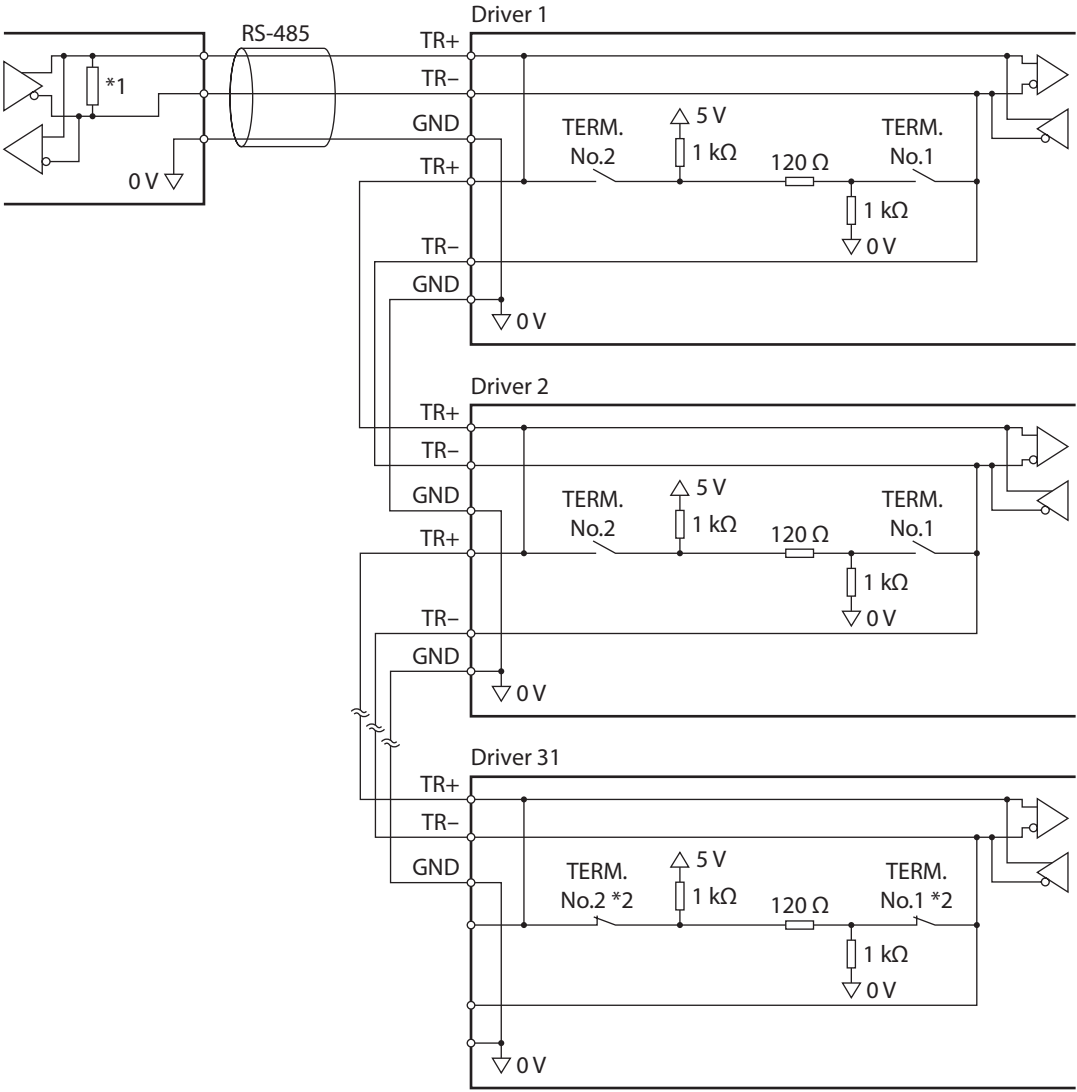 Driver 1
RS-485
TR+
*1
TR–
GND
0 V
TR+
TERM.
No.2
5 V
1 kΩ
120 Ω
TERM.
No.1
1 kΩ
0 V
TR–
GND
0 V
Driver 2
TR+
TR–
GND
TR+
TERM.
No.2
5 V
1 kΩ
120 Ω
TERM.
No.1
1 kΩ
0 V
TR–
GND
0 V
Driver 31
TR+
TR–
GND
TERM.
No.2 *2
5 V
1 kΩ
120 Ω
TERM.
No.1 *2
1 kΩ
0 V
0 V